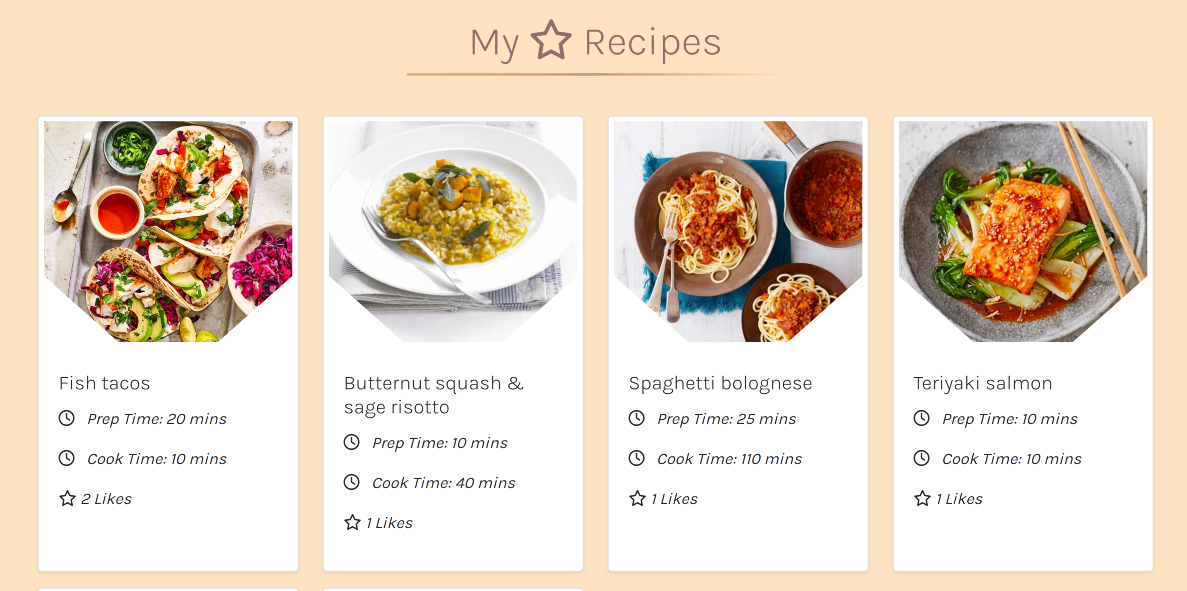 My ☆ Recipes
Fish tacos
Prep Time: 20 mins
Cook Time: 10 mins
2 Likes
Butternut squash &
sage risotto
Prep Time: 10 mins
Cook Time: 40 mins
1 Likes
Spaghetti bolognese
Prep Time: 25 mins
Cook Time: 110 mins
1 Likes
Teriyaki salmon
Prep Time: 10 mins
Cook Time: 10 mins
1 Likes